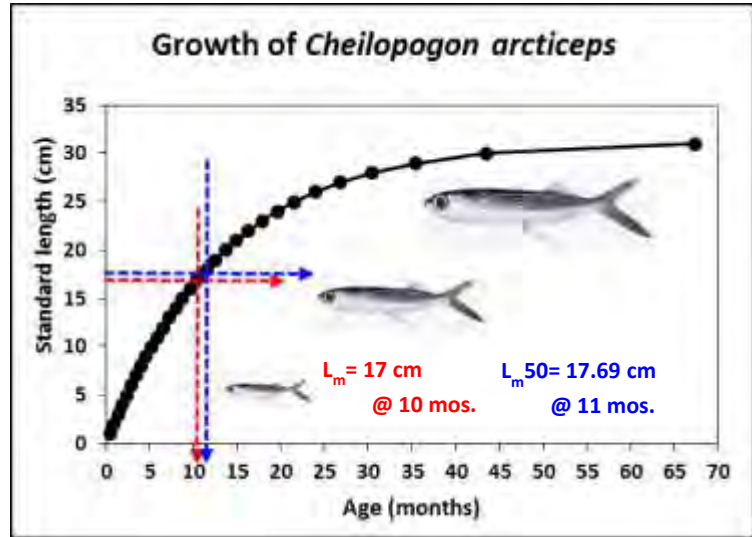 Growth of Cheilopogon arcticeps
35
30
25
20
15
10
5
0
Standard length (cm)
Lm= 17 cm
@ 10 mos.
Lm50= 17.69 cm
@ 11 mos.
0 5 10 15 20 25 30 35 40 45 50 55 60 65 70
Age (months)